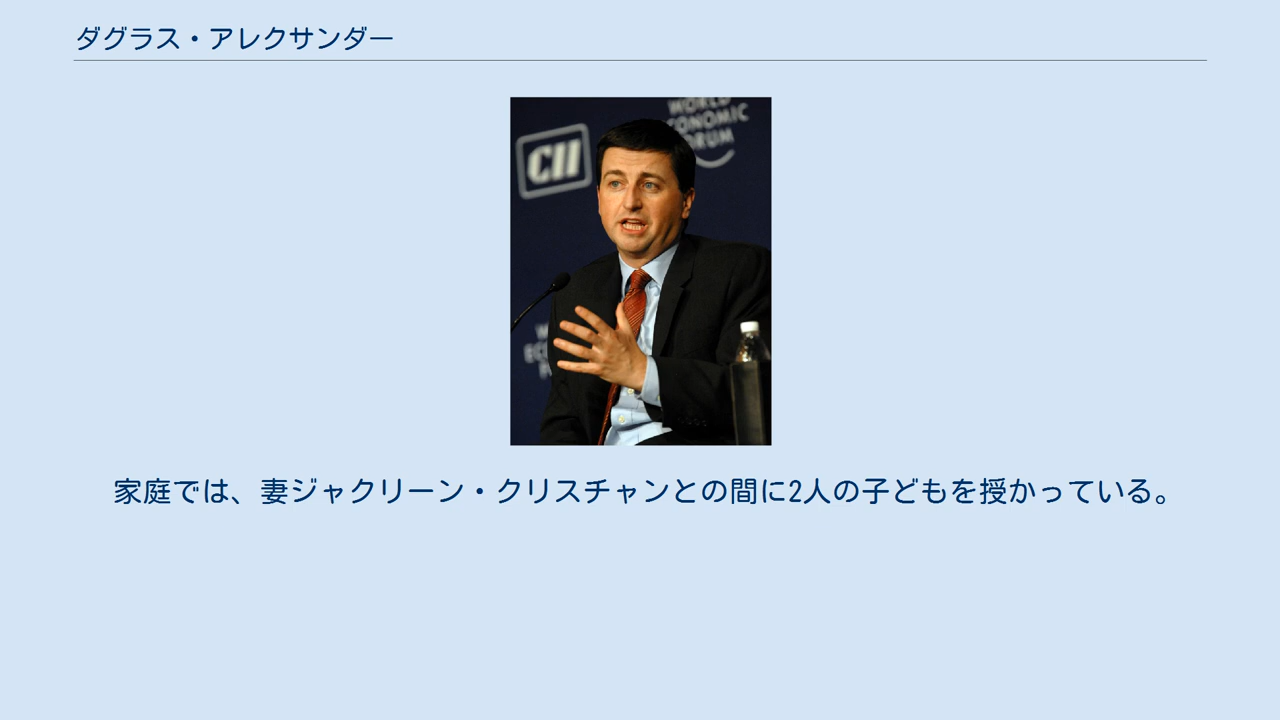 ダグラス・アレクサンダー
CII
WORLD
ECONOMIC
FORUM
家庭では、妻ジャクリーン・クリスチャンとの間に2人の子どもを授かっている。